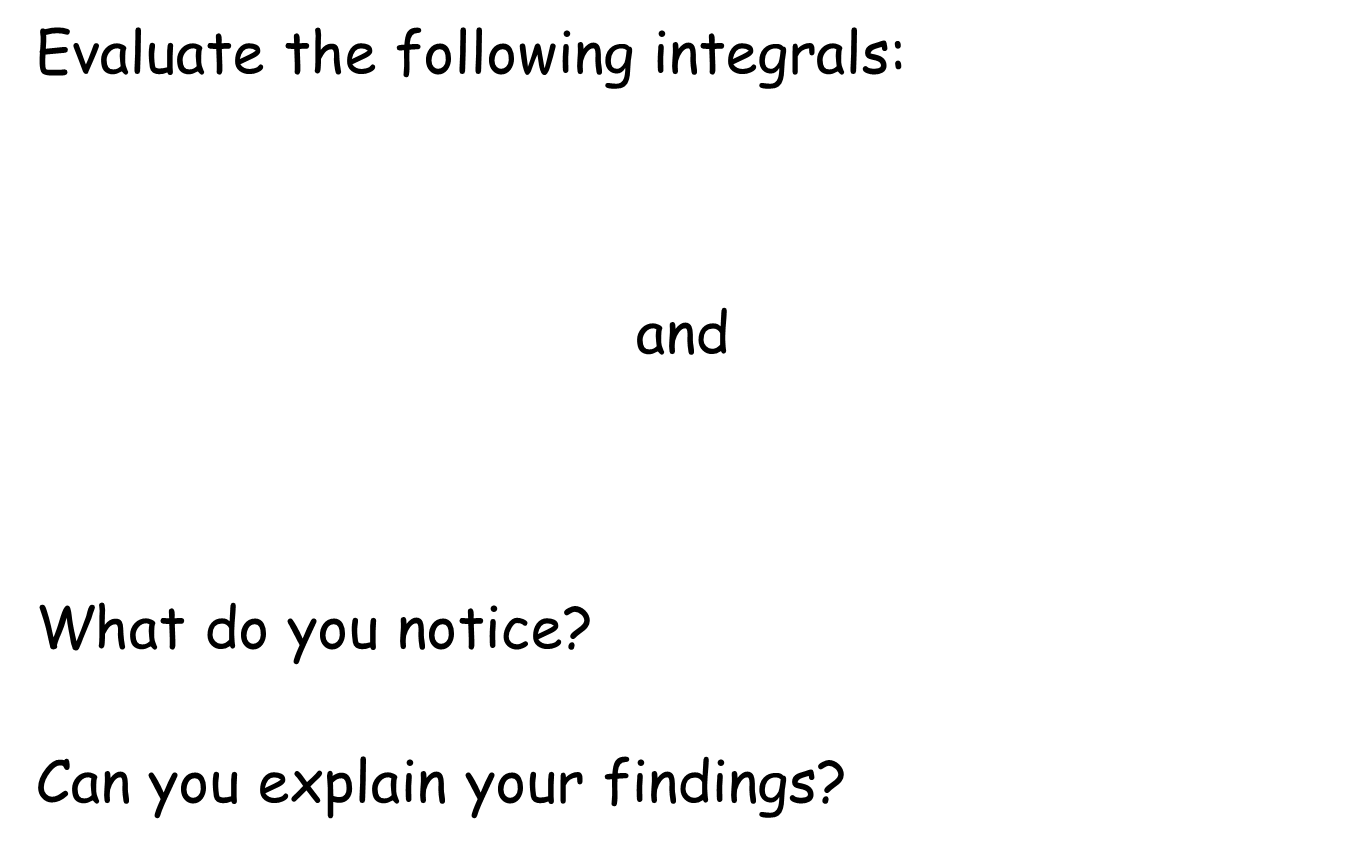 Evaluate the following integrals:
and
What do you notice?
Can you explain your findings?